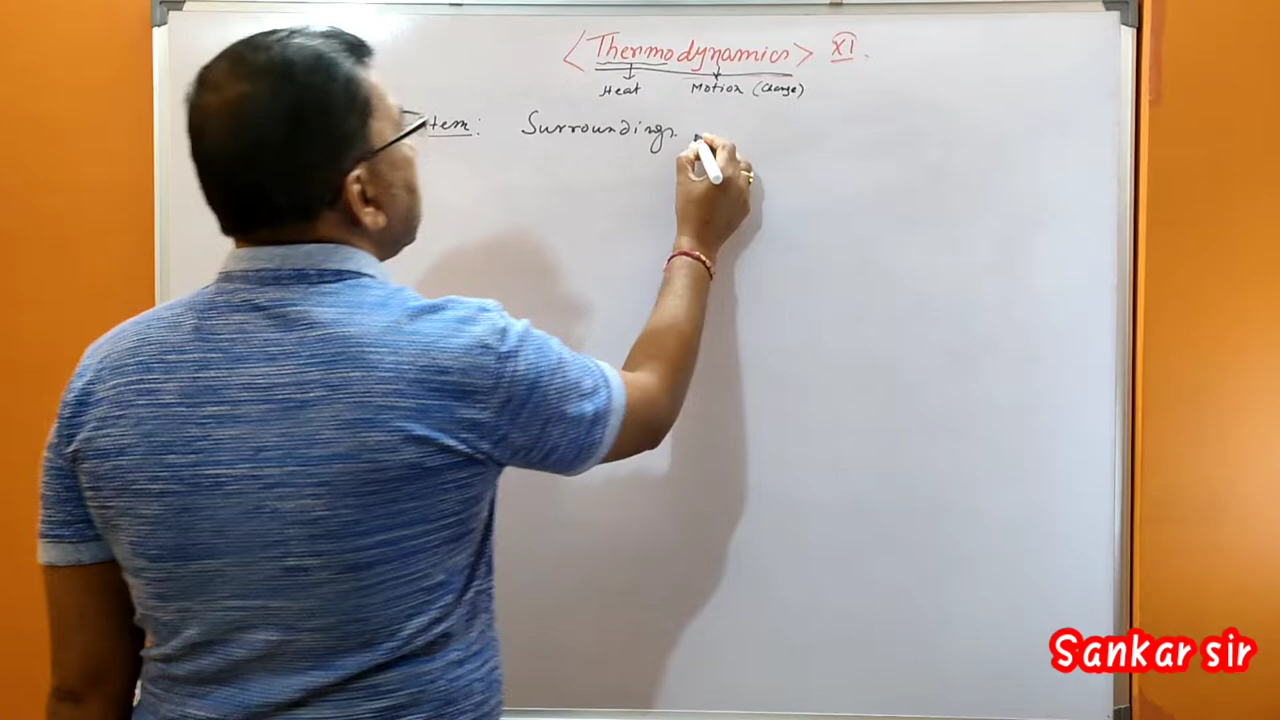 < Thermodynamics > XI.
Heat Motion (Change)
tem: Surroundings.
Sankar sir